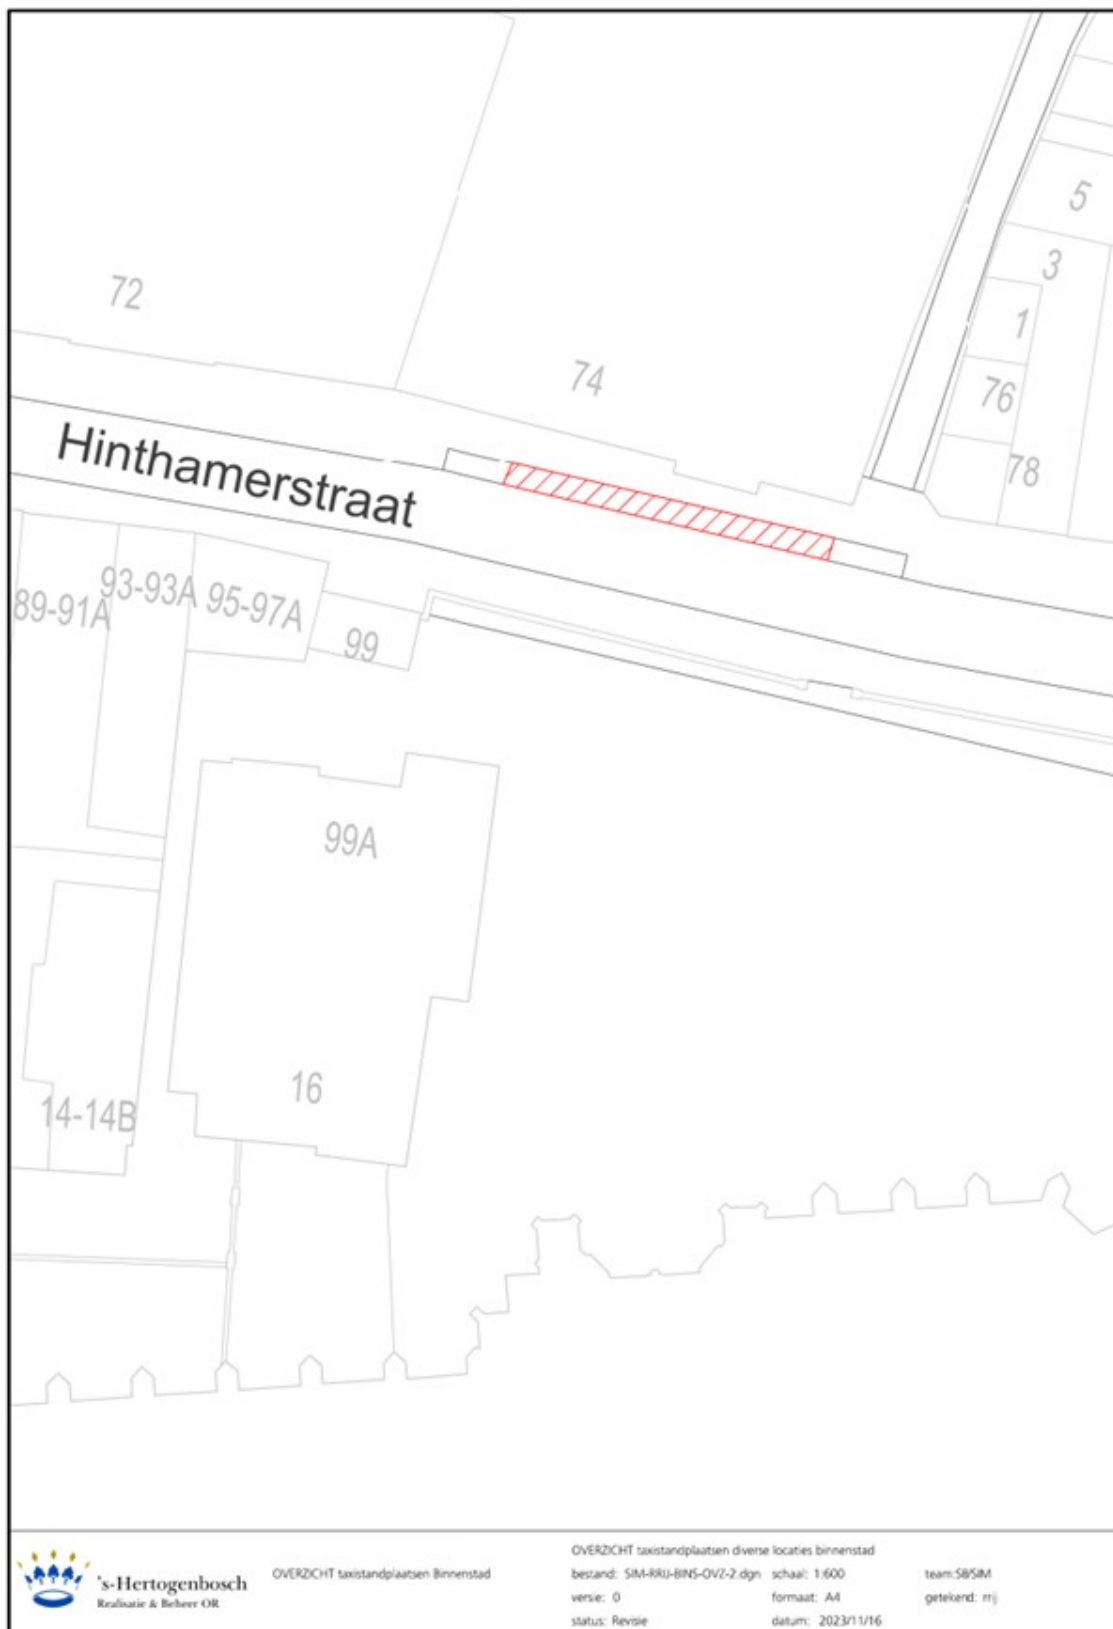 5
3
72
1
74
76
Hinthamerstraat
78
93-93A
95-97A
89-91A
99
99A
16
14-14B
's-Hertogenbosch
Realisatie & Beheer OR
OVERZICHT taxistandplaatsen Binnenstad
OVERZICHT taxistandplaatsen diverse locaties binnenstad
bestand: SIM-RRIJ-BINS-OVZ-2.dgn schaal: 1:600 team:SB/SIM
versie: 0 formaat: A4 getekend: rrij
status: Revisie datum: 2023/11/16